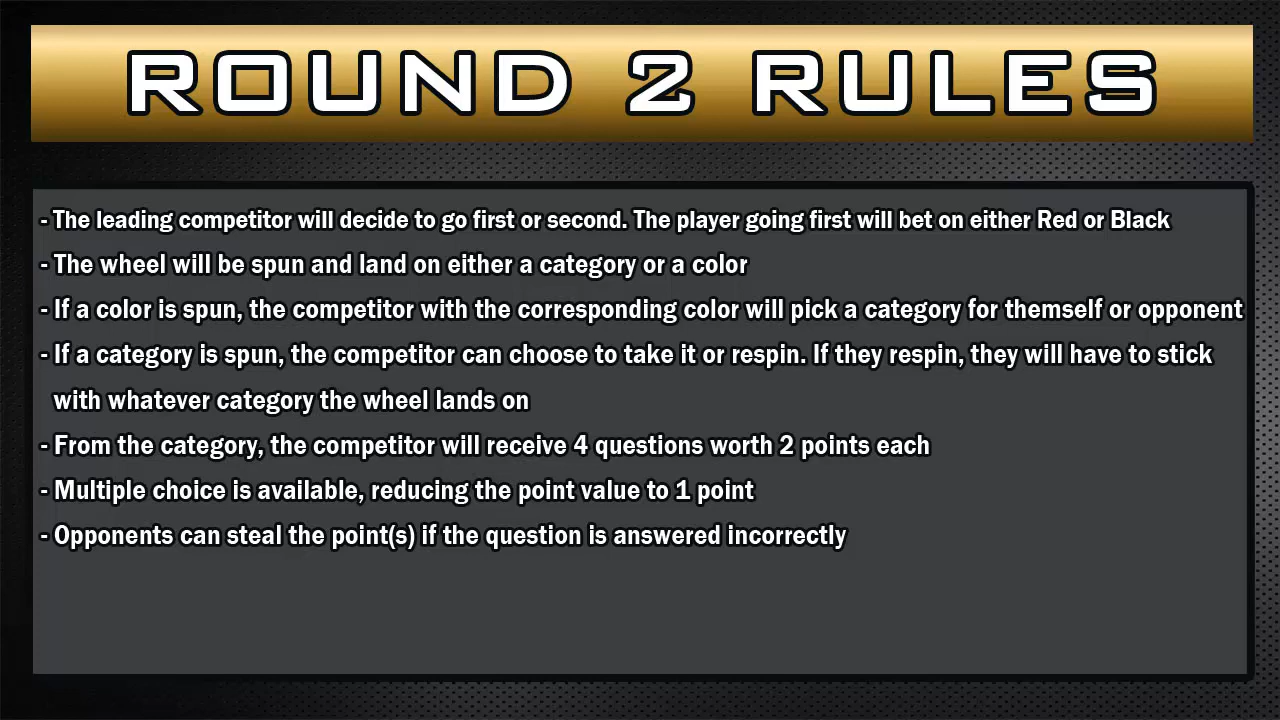 ROUND 2 RULES
- The leading competitor will decide to go first or second. The player going first will bet on either Red or Black
- The wheel will be spun and land on either a category or a color
- If a color is spun, the competitor with the corresponding color will pick a category for themself or opponent
- If a category is spun, the competitor can choose to take it or respin. If they respin, they will have to stick
with whatever category the wheel lands on
- From the category, the competitor will receive 4 questions worth 2 points each
- Multiple choice is available, reducing the point value to 1 point
- Opponents can steal the point(s) if the question is answered incorrectly